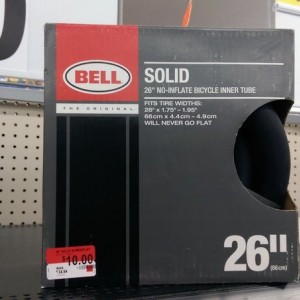 BELL
THE ORIGINAL.
SOLID
26" NO-INFLATE BICYCLE INNER TUBE
FITS TIRE WIDTHS:
26" x 1.75" – 1.95"
66cm x 4.4cm – 4.9cm
WILL NEVER GO FLAT
$10.00
26"
(66cm)